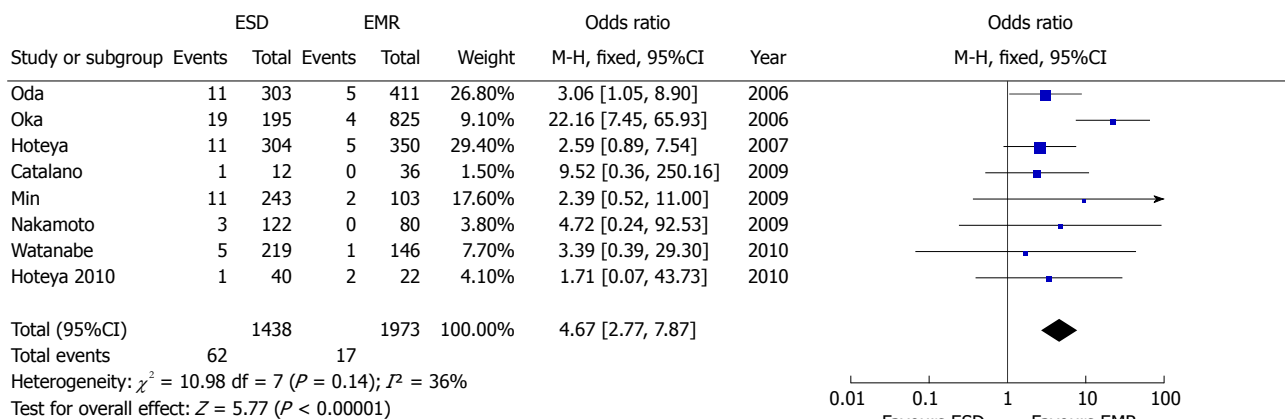 ESD EMR Odds ratio Odds ratio
Study or subgroup Events Total Events Total Weight M-H, fixed, 95%CI Year M-H, fixed, 95%CI
Oda 11 303 5 411 26.80% 3.06 [1.05, 8.90] 2006
Oka 19 195 4 825 9.10% 22.16 [7.45, 65.93] 2006
Hoteya 11 304 5 350 29.40% 2.59 [0.89, 7.54] 2007
Catalano 1 12 0 36 1.50% 9.52 [0.36, 250.16] 2009
Min 11 243 2 103 17.60% 2.39 [0.52, 11.00] 2009
Nakamoto 3 122 0 80 3.80% 4.72 [0.24, 92.53] 2009
Watanabe 5 219 1 146 7.70% 3.39 [0.39, 29.30] 2010
Hoteya 2010 1 40 2 22 4.10% 1.71 [0.07, 43.73] 2010
Total (95%CI) 1438 1973 100.00% 4.67 [2.77, 7.87]
Total events 62 17
Heterogeneity: χ² = 10.98 df = 7 (P = 0.14); I² = 36%
Test for overall effect: Z = 5.77 (P < 0.00001)
0.01 0.1 1 10 100
Favours ESD Favours EMR